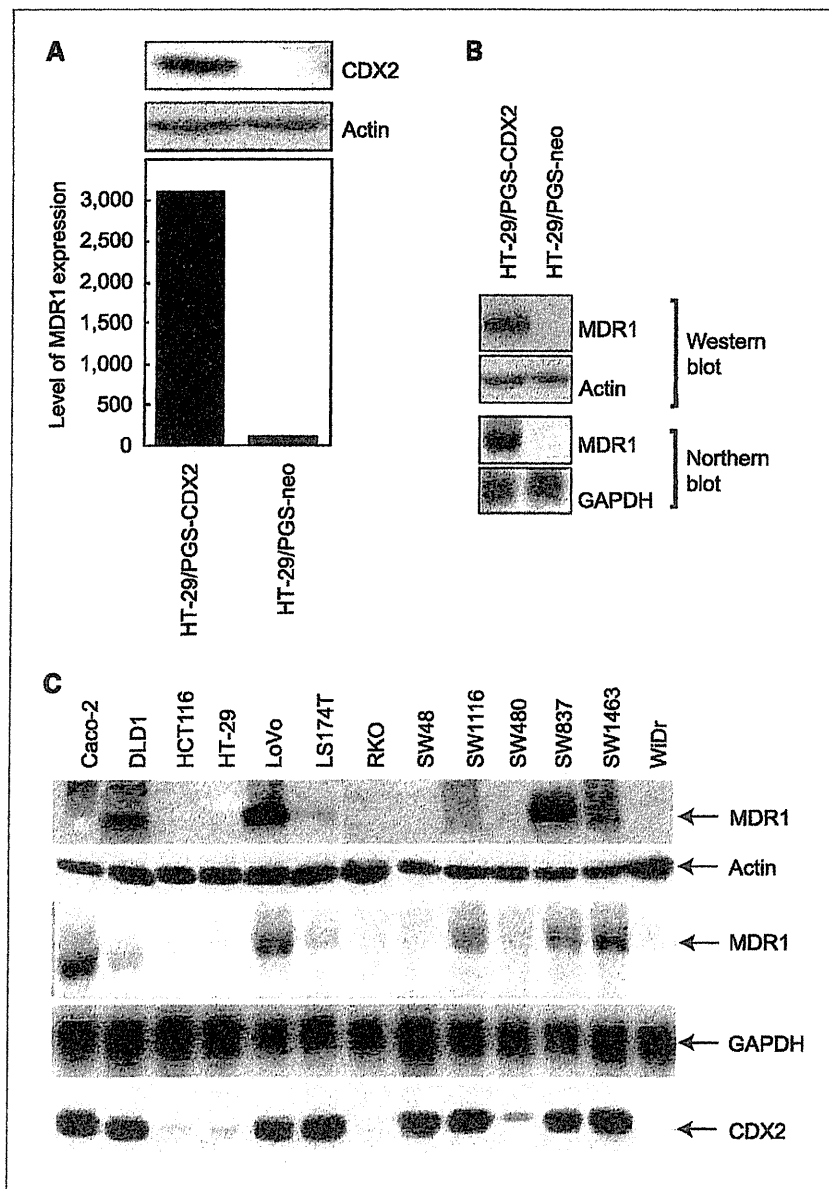 A
CDX2
Actin
Level of MDR1 expression
3,000
2,500
2,000
1,500
1,000
500
0
HT-29/PGS-CDX2
HT-29/PGS-neo
B
HT-29/PGS-CDX2
HT-29/PGS-neo
MDR1
Actin
Western
blot
MDR1
GAPDH
Northern
blot
C
Caco-2
DLD1
HCT116
HT-29
LoVo
LS174T
RKO
SW48
SW1116
SW480
SW837
SW1463
WiDr
MDR1
Actin
MDR1
GAPDH
CDX2